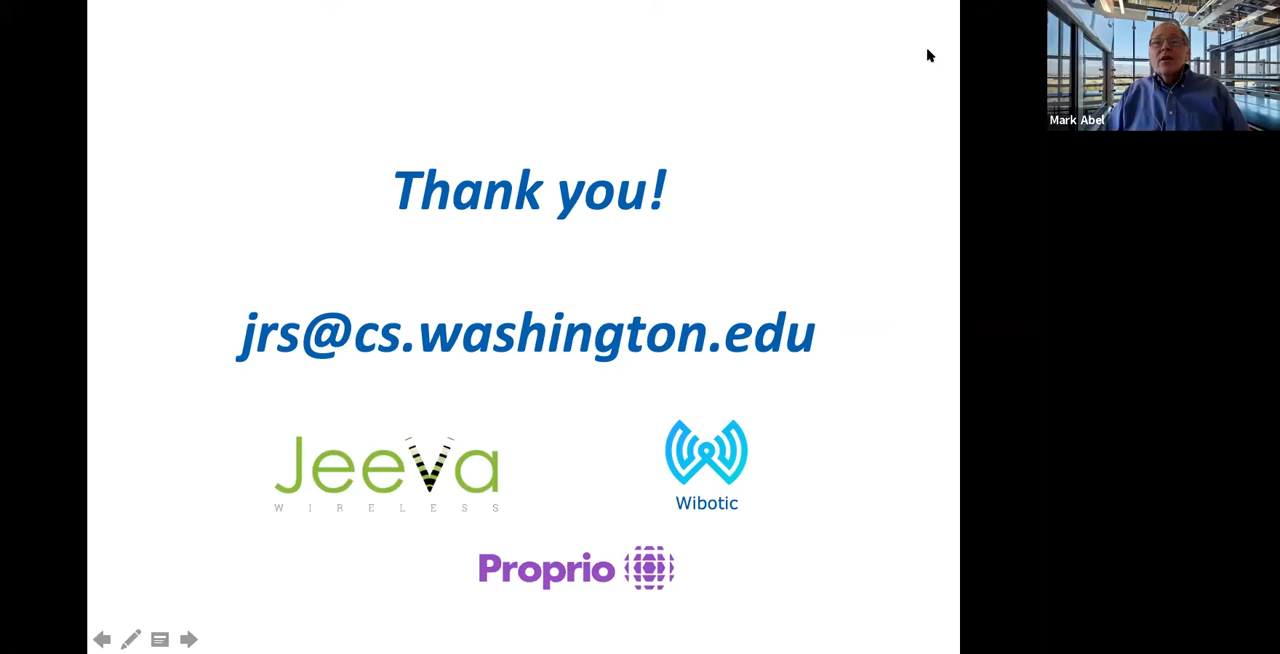 Mark Abel
Thank you!
jrs@cs.washington.edu
Jeeva
WIRELESS
Wibotic
Proprio